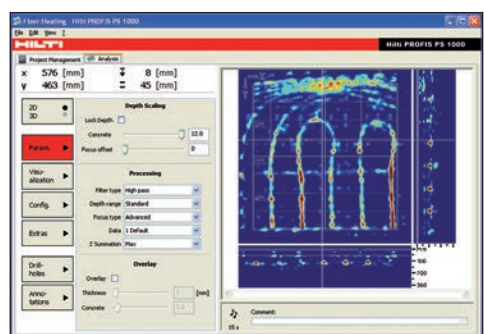 Floor Heating - Hilti PROFIS PS 1000
File Edit View ?
HILTI
Hilti PROFIS PS 1000
Project Management Analysis
x 576 [mm] 8 [mm]
y 463 [mm] 45 [mm]
2D
3D
Param.
Visu-
alization
Config.
Extras
Drill-
holes
Anno-
tations
Depth Scaling
Lock Depth
Concrete 12.0
Focus offset 0
Processing
Filter type High pass
Depth range Standard
Focus type Advanced
Data 1 Default
Z Summation Max
Overlay
Overlay
Thickness [mm]
Concrete
15 s
Comment: